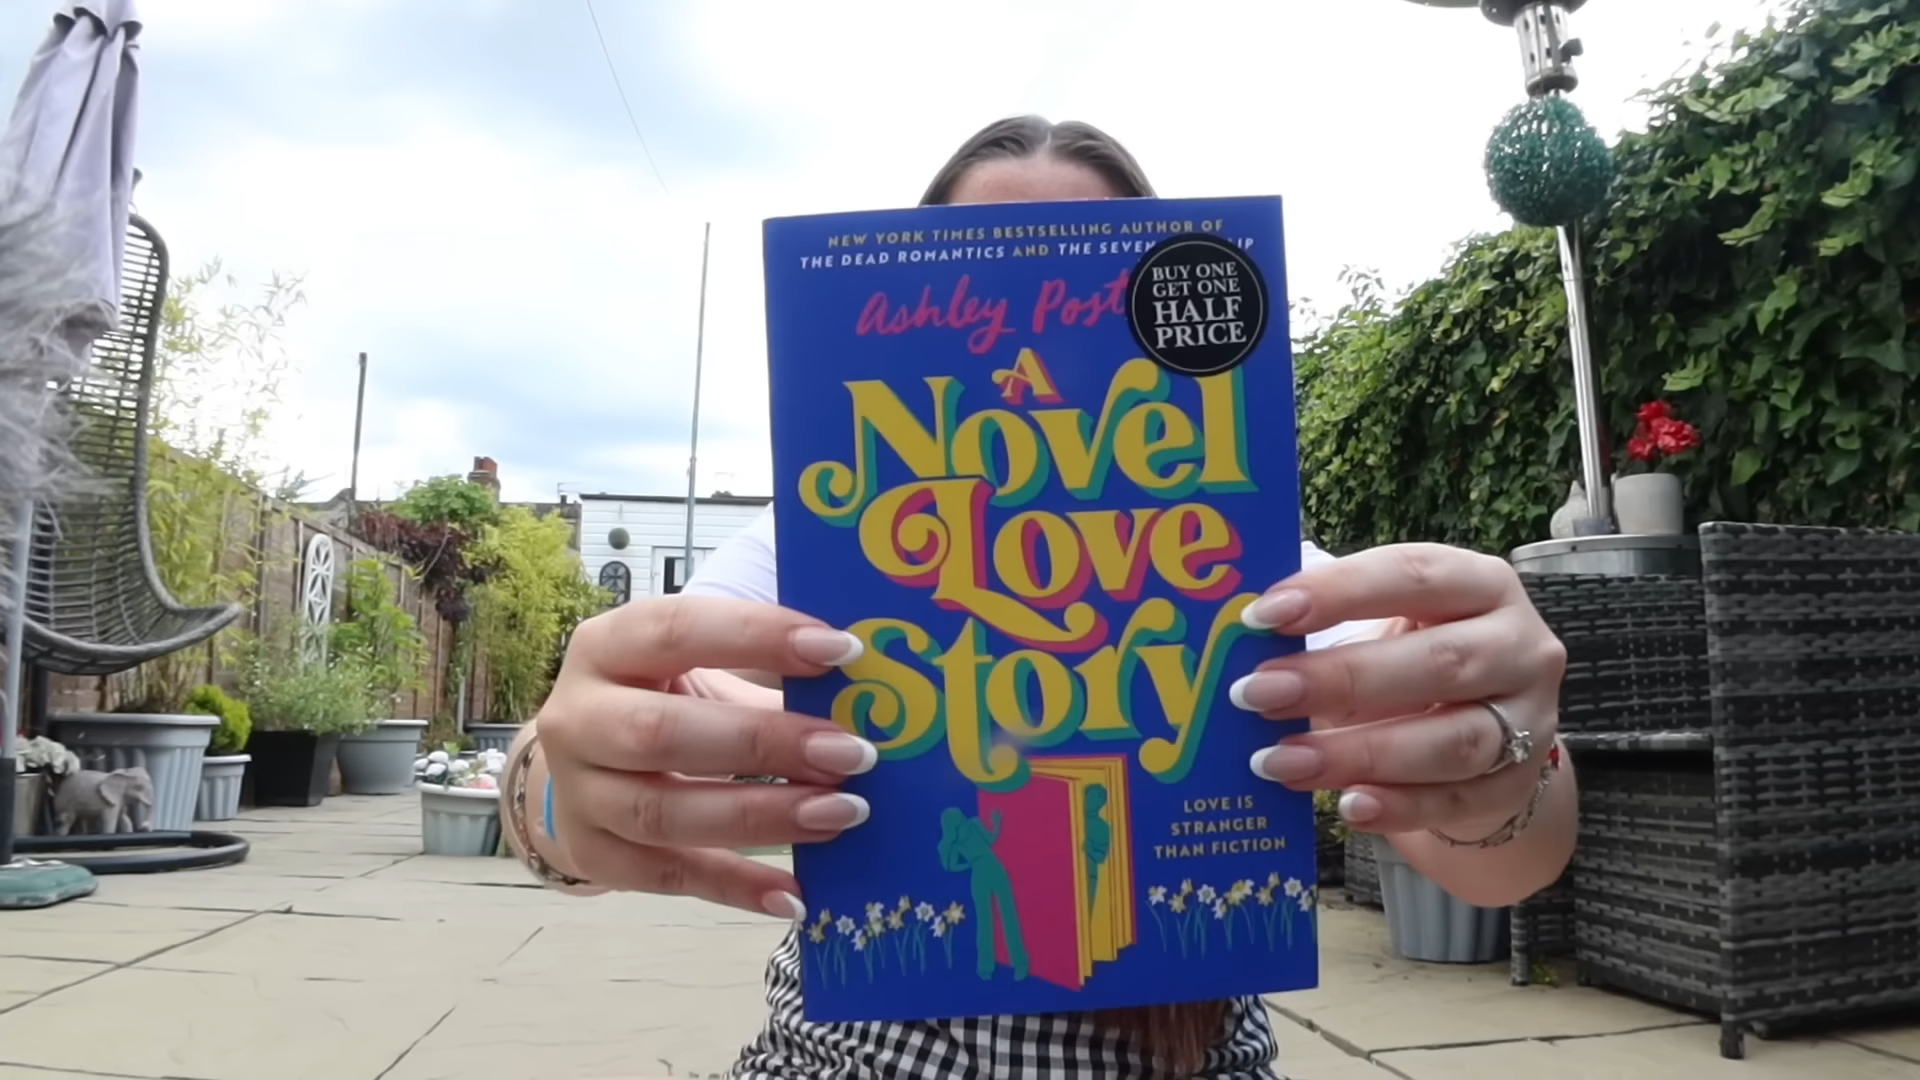 NEW YORK TIMES BESTSELLING AUTHOR OF
THE DEAD ROMANTICS AND THE SEVEN
Ashley Post
BUY ONE
GET ONE
HALF
PRICE
A
Novel
Love
Story
LOVE IS
STRANGER
THAN FICTION